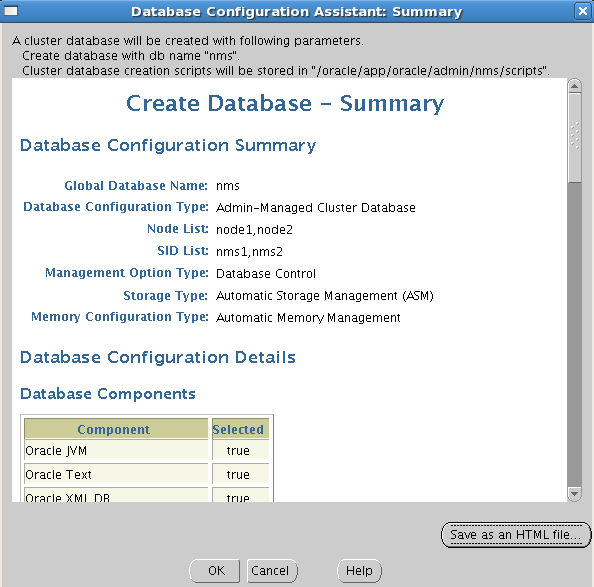 Database Configuration Assistant: Summary
A cluster database will be created with following parameters.
Create database with db name "nms".
Cluster database creation scripts will be stored in "/oracle/app/oracle/admin/nms/scripts".
Create Database – Summary
Database Configuration Summary
Global Database Name: nms
Database Configuration Type: Admin-Managed Cluster Database
Node List: node1,node2
SID List: nms1,nms2
Management Option Type: Database Control
Storage Type: Automatic Storage Management (ASM)
Memory Configuration Type: Automatic Memory Management
Database Configuration Details
Database Components
Component Selected
Oracle JVM true
Oracle Text true
Oracle XML DB true
Save as an HTML file...
OK Cancel Help